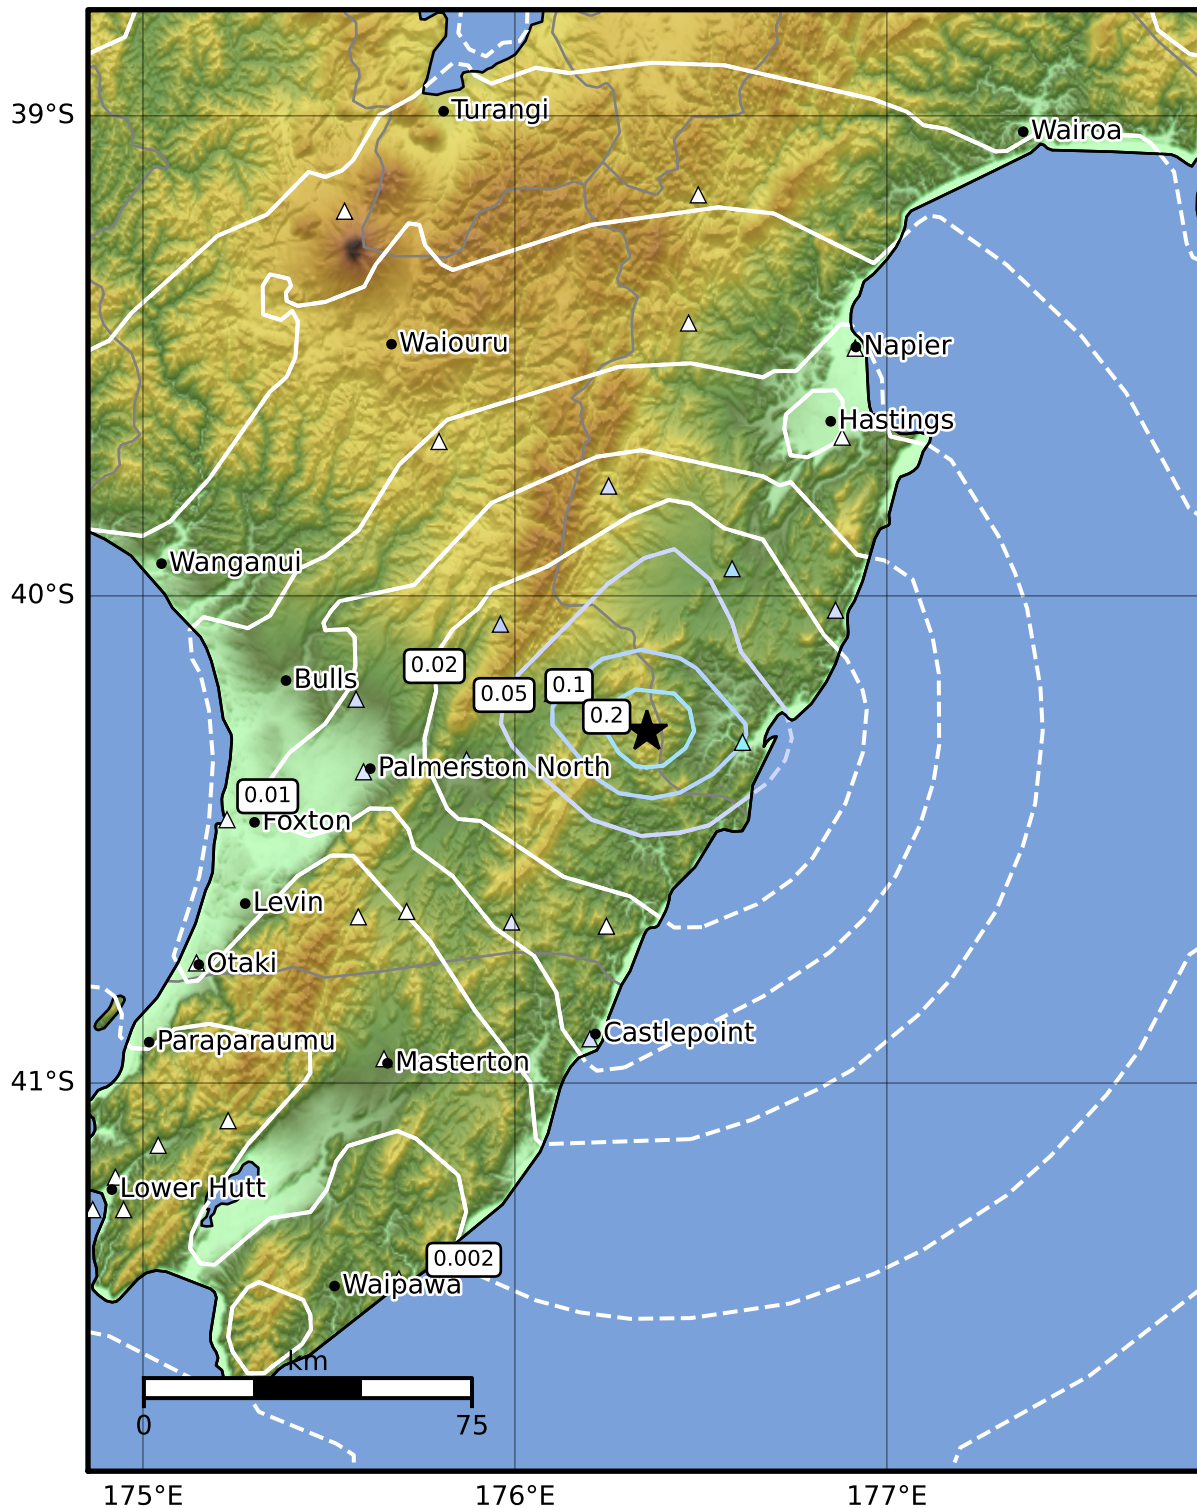 Turangi
39°S
Wairoa
Waiouru
Napier
Hastings
Wanganui
40°S
0.02
Bulls
0.05
0.1
0.2
Palmerston North
0.01
Foxton
Levin
Otaki
Castlepoint
Paraparaumu
Masterton
41°S
Lower Hutt
0.002
Waipawa
km
0 75
175°E 176°E 177°E